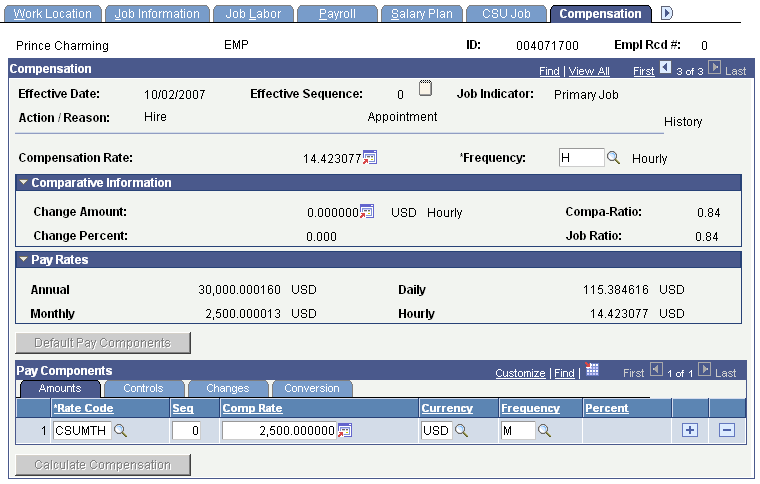 Work Location Job Information Job Labor Payroll Salary Plan CSU Job Compensation
Prince Charming EMP ID: 004071700 Empl Rcd #: 0
Compensation Find | View All First 3 of 3 Last
Effective Date: 10/02/2007 Effective Sequence: 0 Job Indicator: Primary Job
Action / Reason: Hire Appointment
History
Compensation Rate: 14.423077 *Frequency: H Hourly
Comparative Information
Change Amount: 0.000000 USD Hourly Compa-Ratio: 0.84
Change Percent: 0.000 Job Ratio: 0.84
Pay Rates
Annual 30,000.000160 USD Daily 115.384616 USD
Monthly 2,500.000013 USD Hourly 14.423077 USD
Default Pay Components
Pay Components Customize | Find | First 1 of 1 Last
Amounts Controls Changes Conversion
*Rate Code Seq Comp Rate Currency Frequency Percent
1 CSUMTH 0 2,500.000000 USD M + −
Calculate Compensation